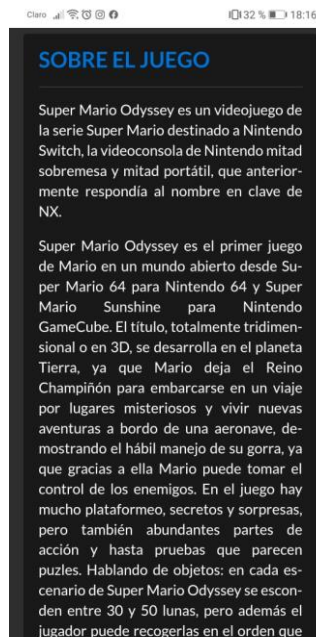 Claro 32 % 18:16
SOBRE EL JUEGO
Super Mario Odyssey es un videojuego de
la serie Super Mario destinado a Nintendo
Switch, la videoconsola de Nintendo mitad
sobremesa y mitad portátil, que anterior-
mente respondía al nombre en clave de
NX.
Super Mario Odyssey es el primer juego
de Mario en un mundo abierto desde Su-
per Mario 64 para Nintendo 64 y Super
Mario Sunshine para Nintendo
GameCube. El título, totalmente tridimen-
sional o en 3D, se desarrolla en el planeta
Tierra, ya que Mario deja el Reino
Champiñón para embarcarse en un viaje
por lugares misteriosos y vivir nuevas
aventuras a bordo de una aeronave, de-
mostrando el hábil manejo de su gorra, ya
que gracias a ella Mario puede tomar el
control de los enemigos. En el juego hay
mucho plataformeo, secretos y sorpresas,
pero también abundantes partes de
acción y hasta pruebas que parecen
puzles. Hablando de objetos: en cada es-
cenario de Super Mario Odyssey se escon-
den entre 30 y 50 lunas, pero además el
jugador puede recogerlas en el orden que